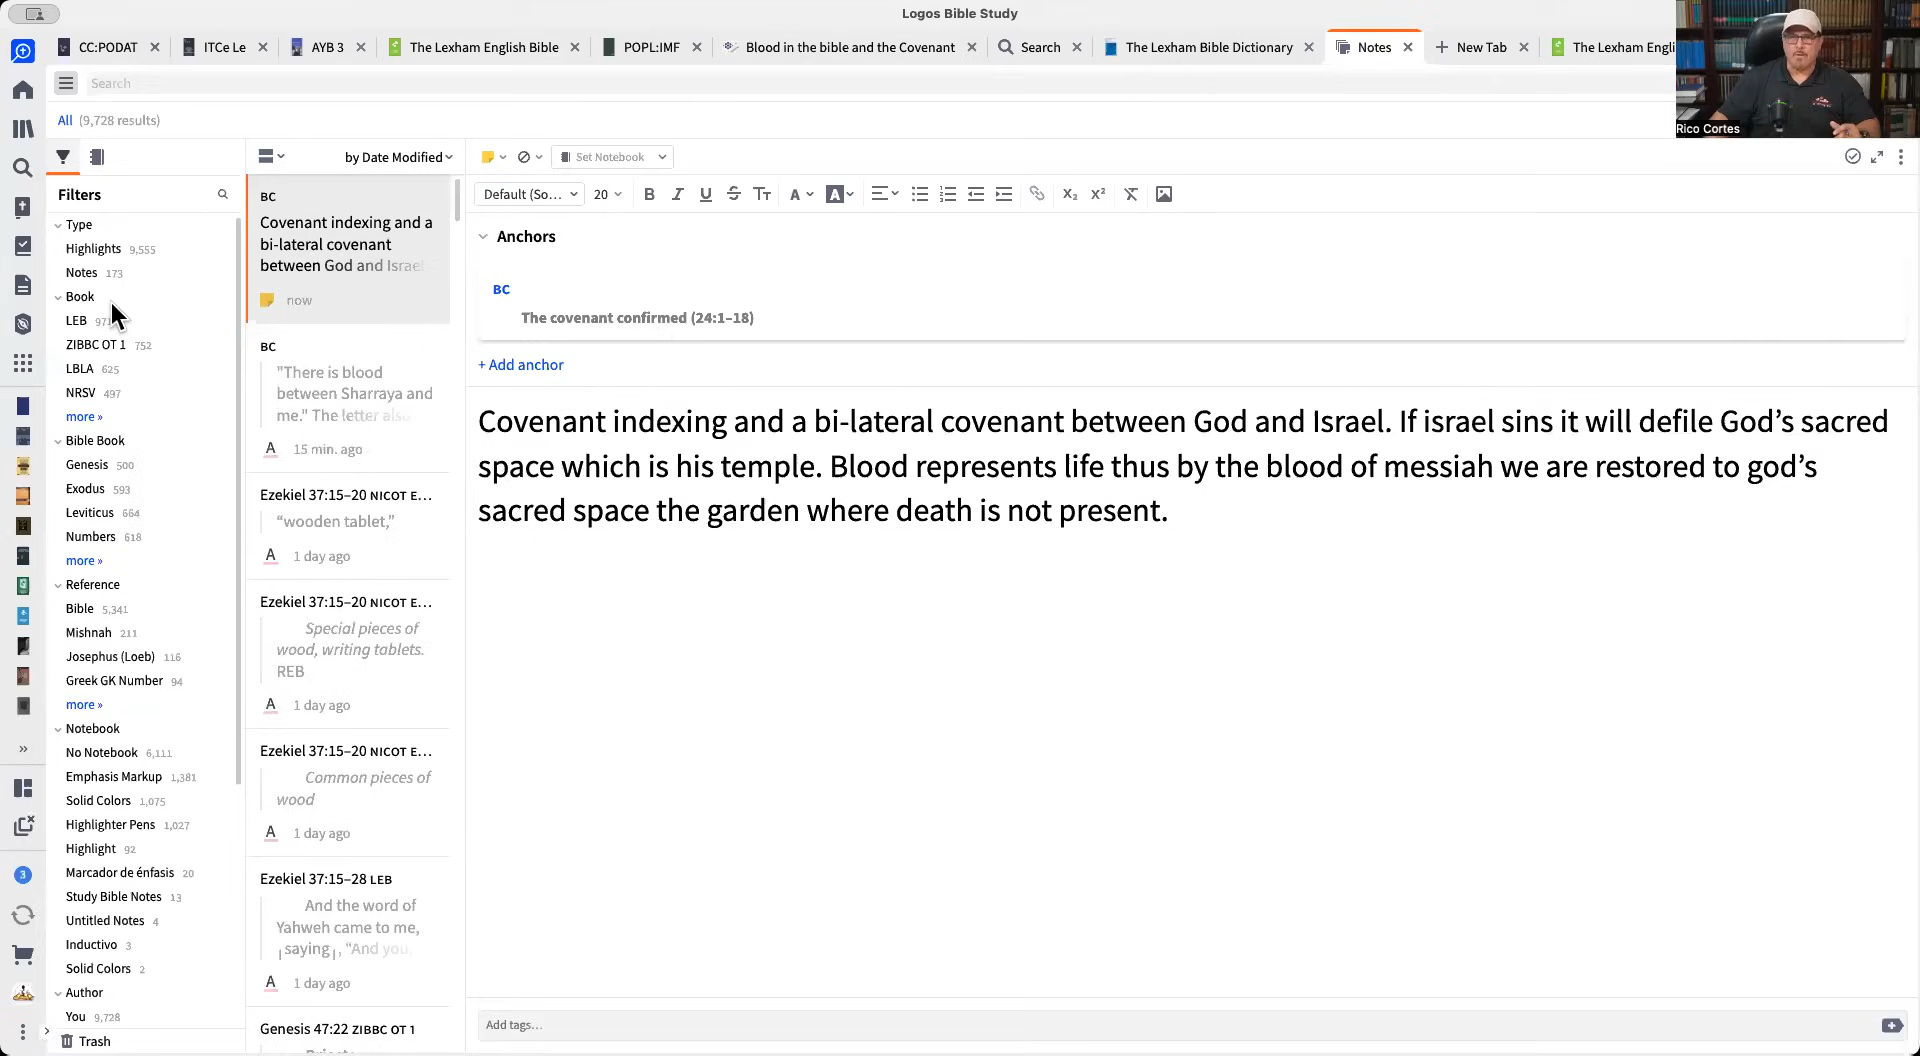 Logos Bible Study
CC:PODAT
ITCe Le
AYB 3
The Lexham English Bible
POPL:IMF
Blood in the bible and the Covenant
Search
The Lexham Bible Dictionary
Notes
New Tab
The Lexham Engli
Rico Cortes
Search
All (9,728 results)
by Date Modified
Set Notebook
Filters
Default (So...
20
Type
Highlights 9,555
Notes 173
Book
LEB
ZIBBC OT 1 752
LBLA 625
NRSV 497
more »
Bible Book
Genesis 500
Exodus 593
Leviticus 664
Numbers 618
more »
Reference
Bible 5,341
Mishnah 211
Josephus (Loeb) 116
Greek GK Number 94
more »
Notebook
No Notebook 6,111
Emphasis Markup 1,381
Solid Colors 1,075
Highlighter Pens 1,027
Highlight 92
Marcador de énfasis 20
Study Bible Notes 13
Untitled Notes 4
Inductivo 3
Solid Colors 2
Author
You 9,728
Trash
3
BC
Covenant indexing and a
bi-lateral covenant
between God and Israel
now
BC
"There is blood
between Sharraya and
me." The letter also
15 min. ago
Ezekiel 37:15–20 NICOT E...
“wooden tablet,”
1 day ago
Ezekiel 37:15–20 NICOT E...
Special pieces of
wood, writing tablets.
REB
1 day ago
Ezekiel 37:15–20 NICOT E...
Common pieces of
wood
1 day ago
Ezekiel 37:15–28 LEB
And the word of
Yahweh came to me,
⌊saying⌋, “And you,
1 day ago
Genesis 47:22 ZIBBC OT 1
Anchors
BC
The covenant confirmed (24:1–18)
+ Add anchor
Covenant indexing and a bi-lateral covenant between God and Israel. If israel sins it will defile God’s sacred
space which is his temple. Blood represents life thus by the blood of messiah we are restored to god’s
sacred space the garden where death is not present.
Add tags...